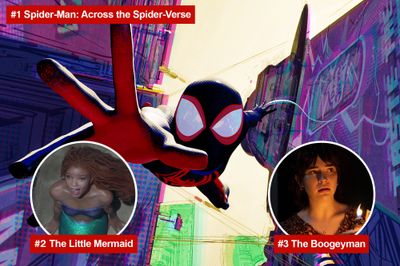 #1 Spider-Man: Across the Spider-Verse
#2 The Little Mermaid
#3 The Boogeyman